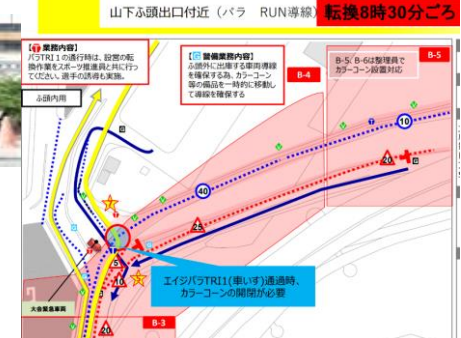 山下ふ頭出口付近（パラ RUN導線）
転換8時30分ごろ
【T業務内容】
パラTRI1の通行時は、設営の転
換作業をスポーツ推進員と共に行っ
てください。選手の誘導も実施。
【G警備業務内容】
ふ頭外に出庫する車両導線
を確保する為、カラーコーン
等の備品を一時的に移動し
て導線を確保する
B-5、B-6は整理員で
カラーコーン設置対応
B-5
B-4
ふ頭内用
G
T
10
G
20
40
25
5
10
エイジパラTRI1(車いす)通過時、
カラーコーンの開閉が必要
大会緊急車両
B-3
20